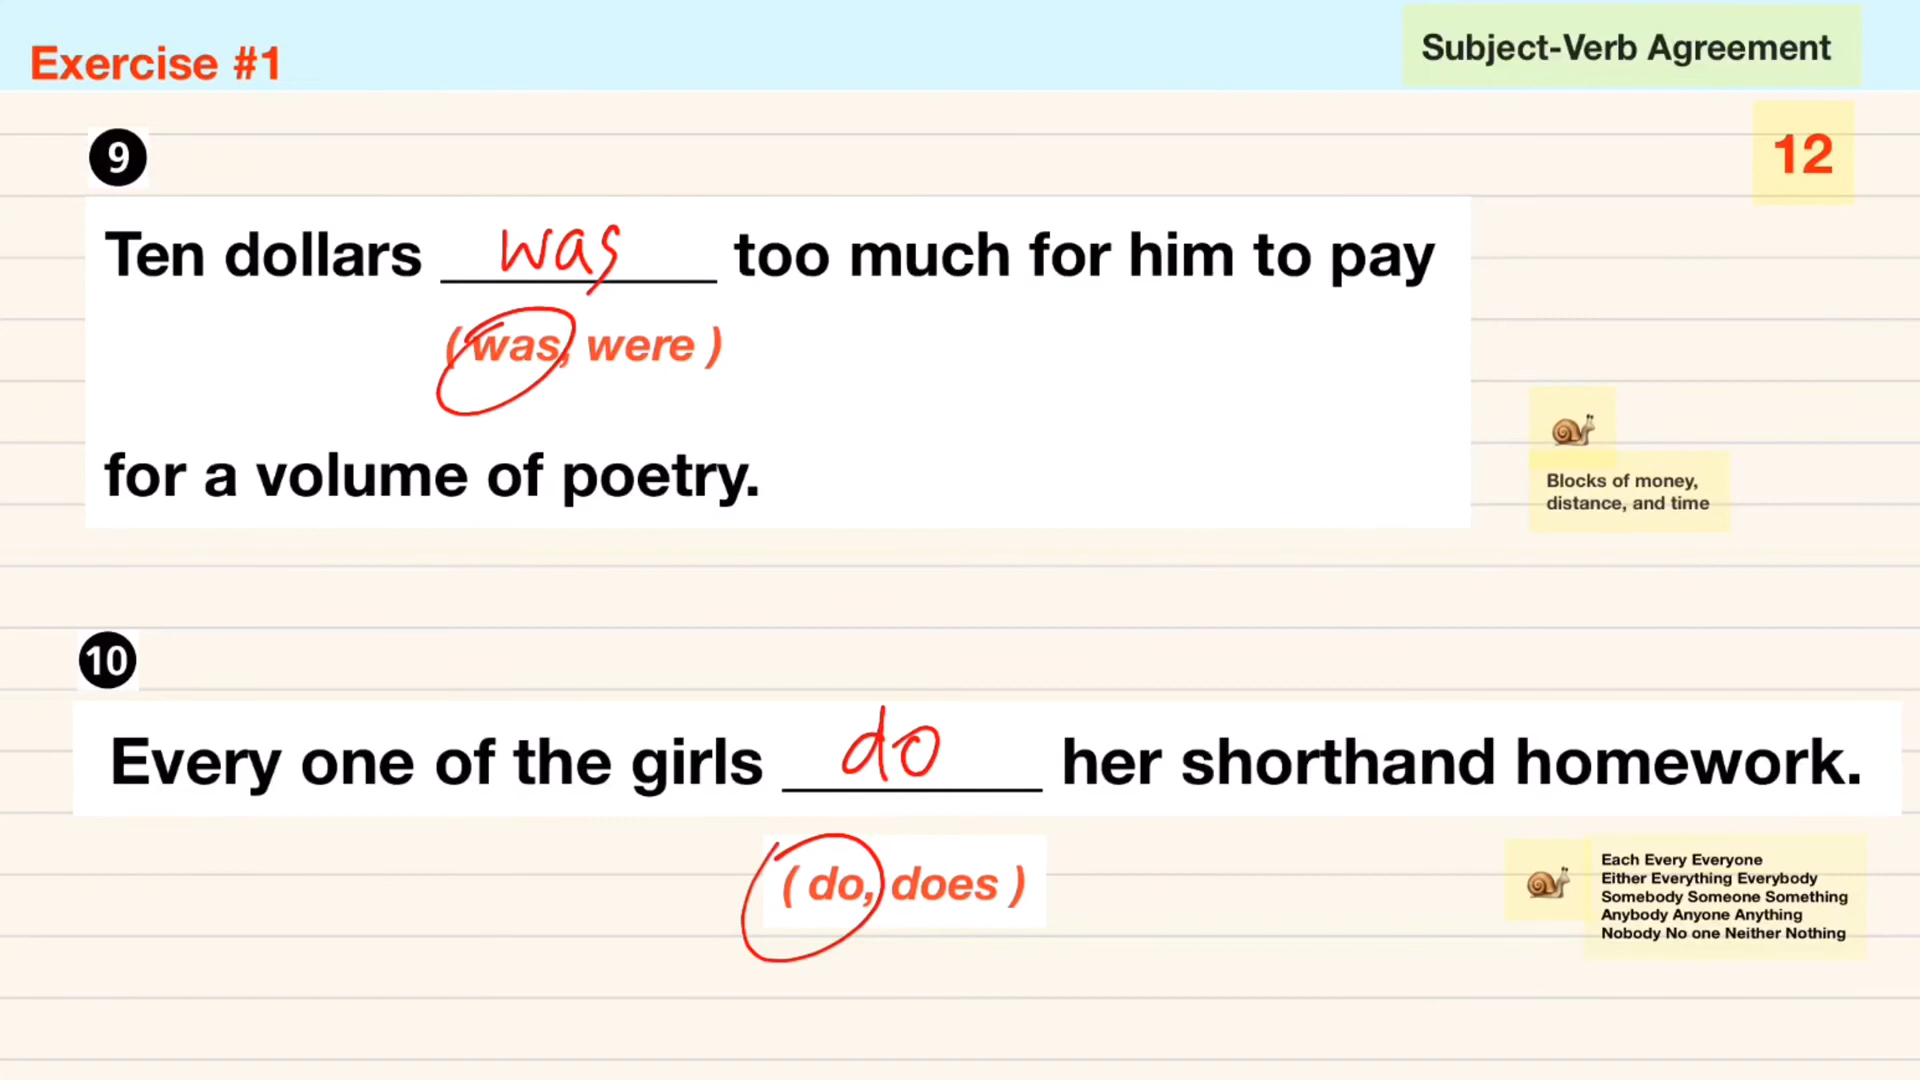 Exercise #1
Subject-Verb Agreement
12
9
Ten dollars was too much for him to pay
( was, were )
for a volume of poetry.
Blocks of money,
distance, and time
10
Every one of the girls do her shorthand homework.
( do, does )
Each Every Everyone
Either Everything Everybody
Somebody Someone Something
Anybody Anyone Anything
Nobody No one Neither Nothing